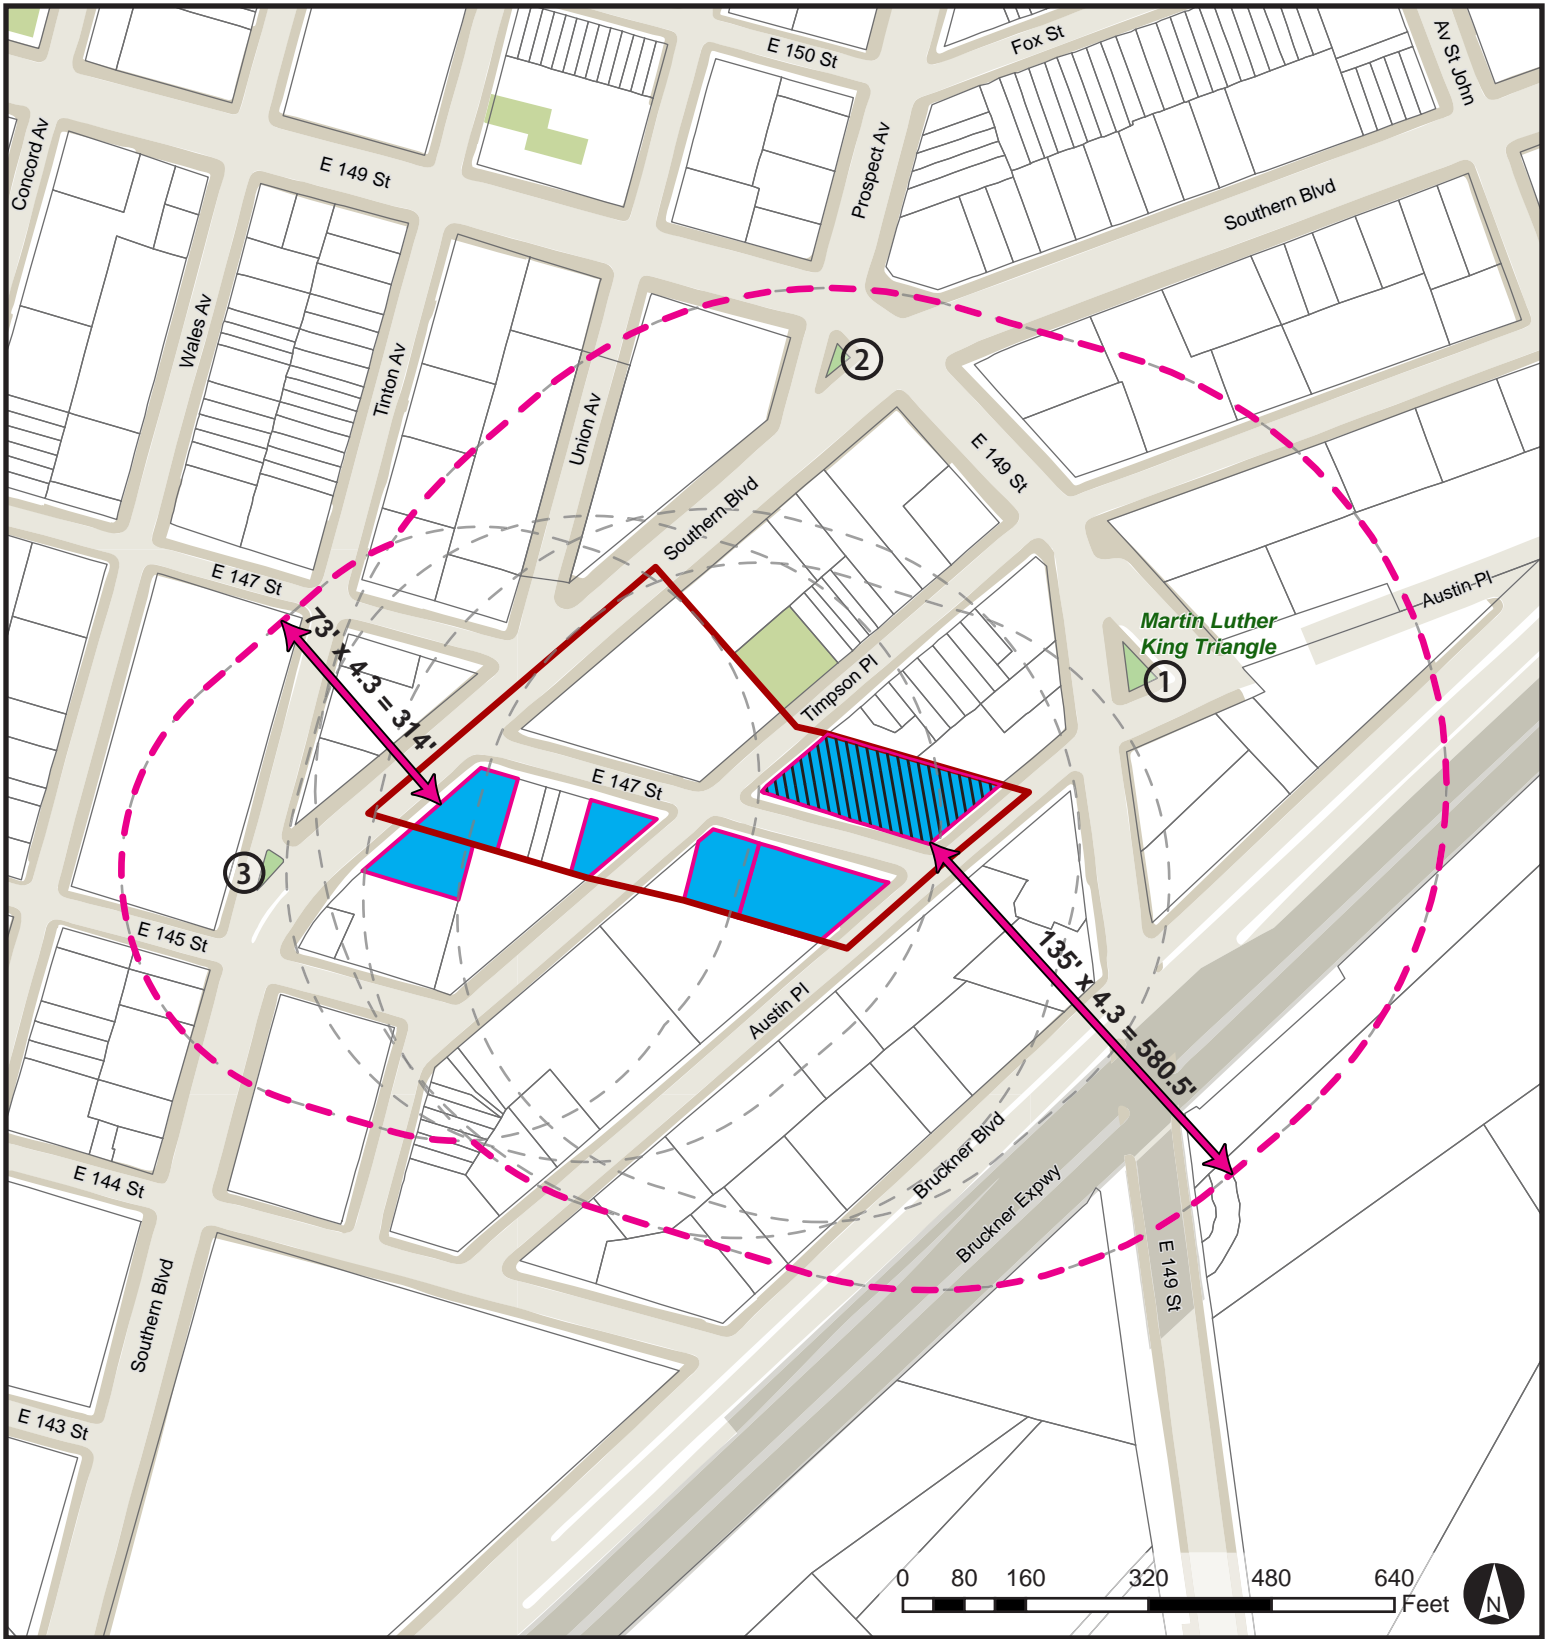 E 150 St
Fox St
Av St John
Concord Av
E 149 St
Prospect Av
Southern Blvd
Wales Av
Tinton Av
2
Union Av
E 149 St
Southern Blvd
E 147 St
Austin Pl
Martin Luther
King Triangle
1
73' x 4.3 = 314'
Timpson Pl
E 147 St
3
E 145 St
135' x 4.3 = 580.5'
Austin Pl
E 144 St
Bruckner Blvd
Bruckner Expwy
E 149 St
Southern Blvd
E 143 St
0 80 160 320 480 640
Feet
N